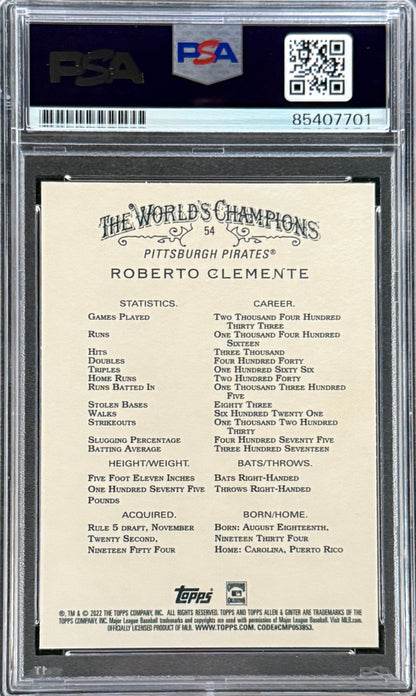 PSA
PSA
85407701
THE WORLD'S CHAMPIONS
54
PITTSBURGH PIRATES®
ROBERTO CLEMENTE
STATISTICS. CAREER.
GAMES PLAYED TWO THOUSAND FOUR HUNDRED
THIRTY THREE
RUNS ONE THOUSAND FOUR HUNDRED
SIXTEEN
HITS THREE THOUSAND
DOUBLES FOUR HUNDRED FORTY
TRIPLES ONE HUNDRED SIXTY SIX
HOME RUNS TWO HUNDRED FORTY
RUNS BATTED IN ONE THOUSAND THREE HUNDRED
FIVE
STOLEN BASES EIGHTY THREE
WALKS SIX HUNDRED TWENTY ONE
STRIKEOUTS ONE THOUSAND TWO HUNDRED
THIRTY
SLUGGING PERCENTAGE FOUR HUNDRED SEVENTY FIVE
BATTING AVERAGE THREE HUNDRED SEVENTEEN
HEIGHT/WEIGHT. BATS/THROWS.
FIVE FOOT ELEVEN INCHES BATS RIGHT-HANDED
ONE HUNDRED SEVENTY FIVE THROWS RIGHT-HANDED
POUNDS
ACQUIRED. BORN/HOME.
RULE 5 DRAFT, NOVEMBER BORN: AUGUST EIGHTEENTH,
TWENTY SECOND, NINETEEN THIRTY FOUR
NINETEEN FIFTY FOUR HOME: CAROLINA, PUERTO RICO
topps
®, TM & © 2022 THE TOPPS COMPANY, INC. ALL RIGHTS RESERVED. TOPPS AND TOPPS ALLEN & GINTER ARE TRADEMARKS OF THE
TOPPS COMPANY, INC. Major League Baseball trademarks and copyrights are used with permission of Major League Baseball. Visit MLB.com.
OFFICIALLY LICENSED PRODUCT OF MLB. WWW.TOPPS.COM. CODE#CMP053853.